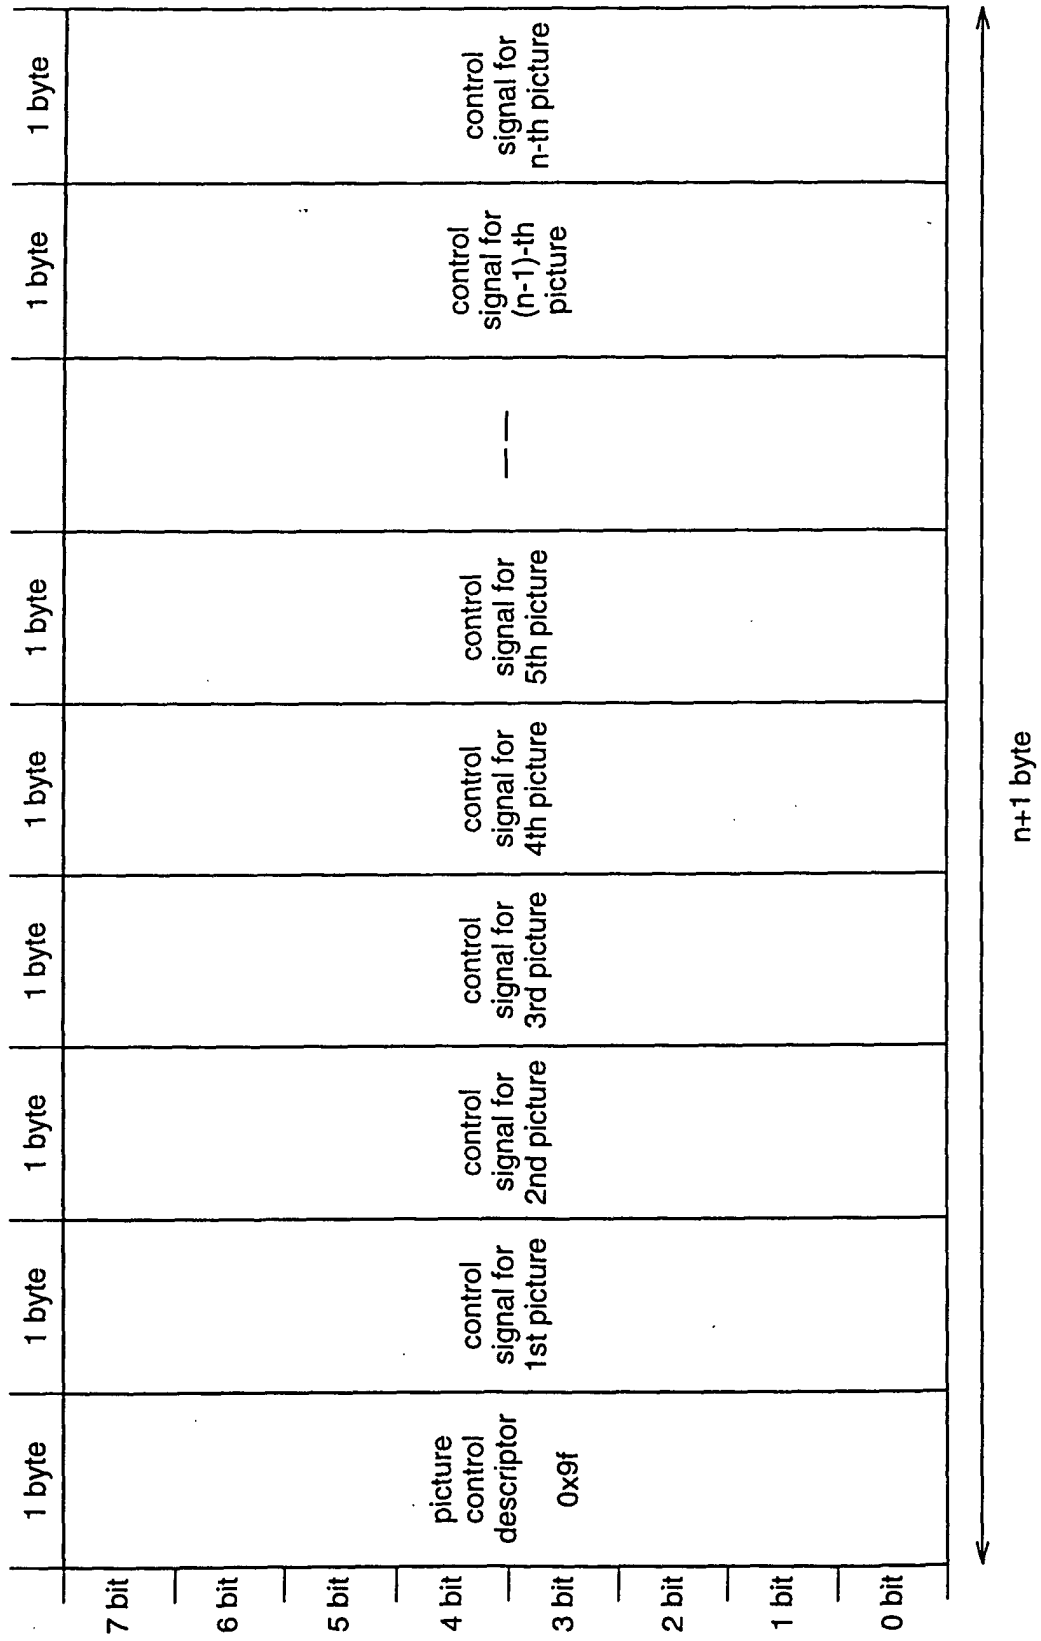 1 byte
1 byte
1 byte
1 byte
1 byte
1 byte
1 byte
1 byte
7 bit
6 bit
5 bit
4 bit
3 bit
2 bit
1 bit
0 bit
picture
control
descriptor
0x9f
control
signal for
1st picture
control
signal for
2nd picture
control
signal for
3rd picture
control
signal for
4th picture
control
signal for
5th picture
— —
control
signal for
(n-1)-th
picture
control
signal for
n-th picture
n+1 byte